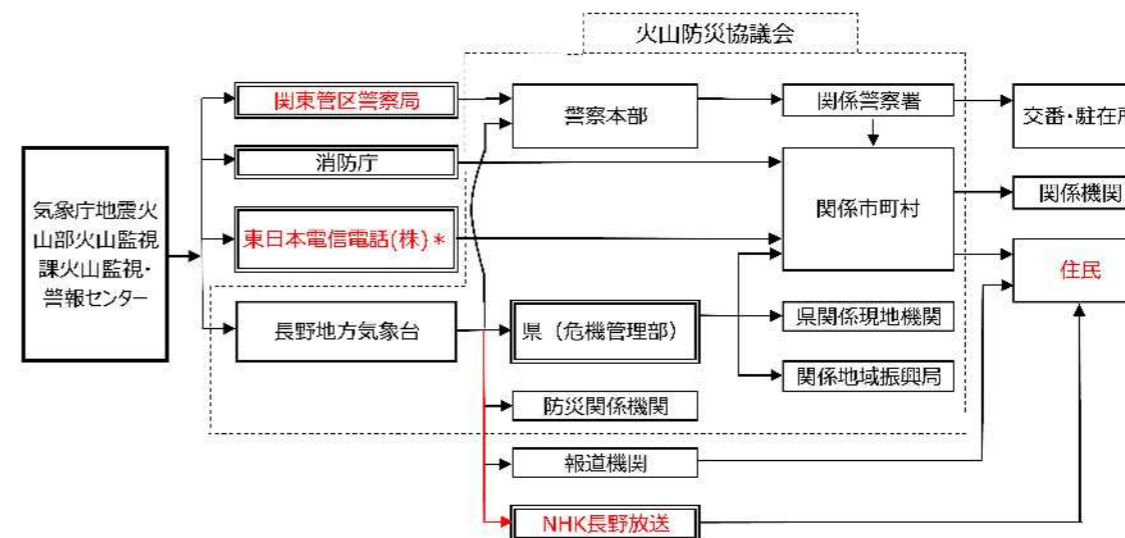 火山防災協議会
関東管区警察局
警察本部
関係警察署
交番・駐在所
消防庁
気象庁地震火
山部火山監視
課火山監視・
警報センター
関係市町村
関係機関
東日本電信電話(株)*
住民
長野地方気象台
県（危機管理部）
県関係現地機関
関係地域振興局
防災関係機関
報道機関
NHK長野放送